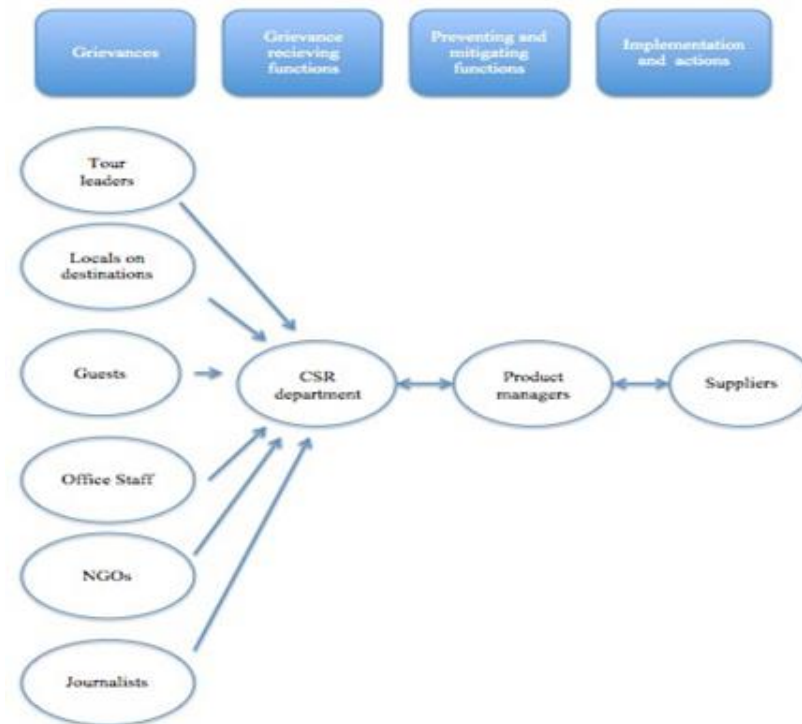 Grievances
Grievance
recieving
functions
Preventing and
mitigating
functions
Implementation
and actions
Tour
leaders
Locals on
destinations
Guests
CSR
department
Product
managers
Suppliers
Office Staff
NGOs
Journalists